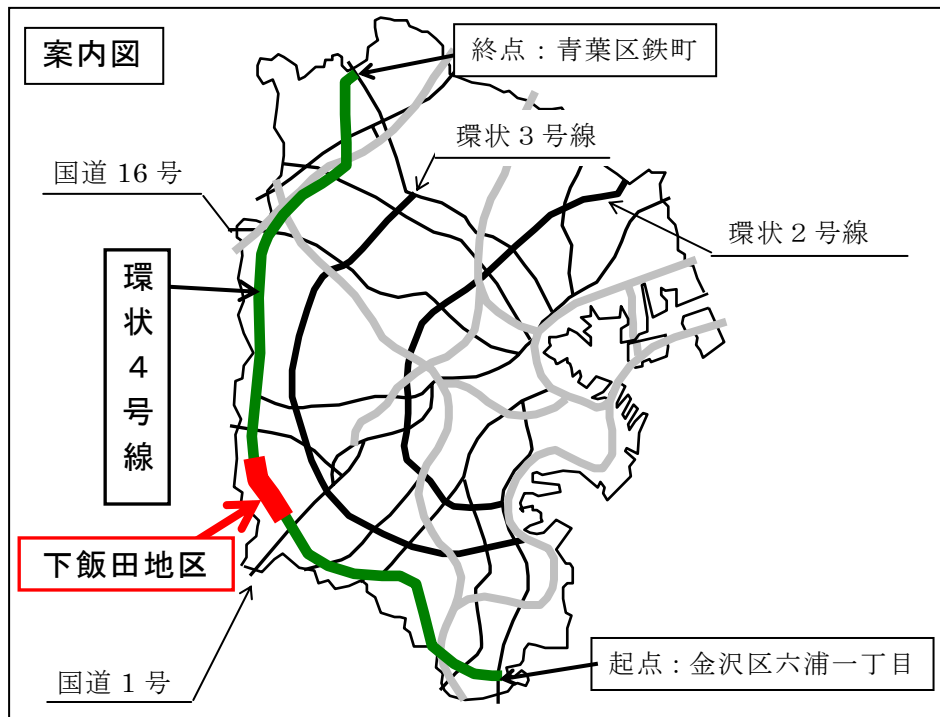 案内図
終点：青葉区鉄町
環状３号線
国道 16 号
環状２号線
環状４号線
下飯田地区
国道 1 号
起点：金沢区六浦一丁目